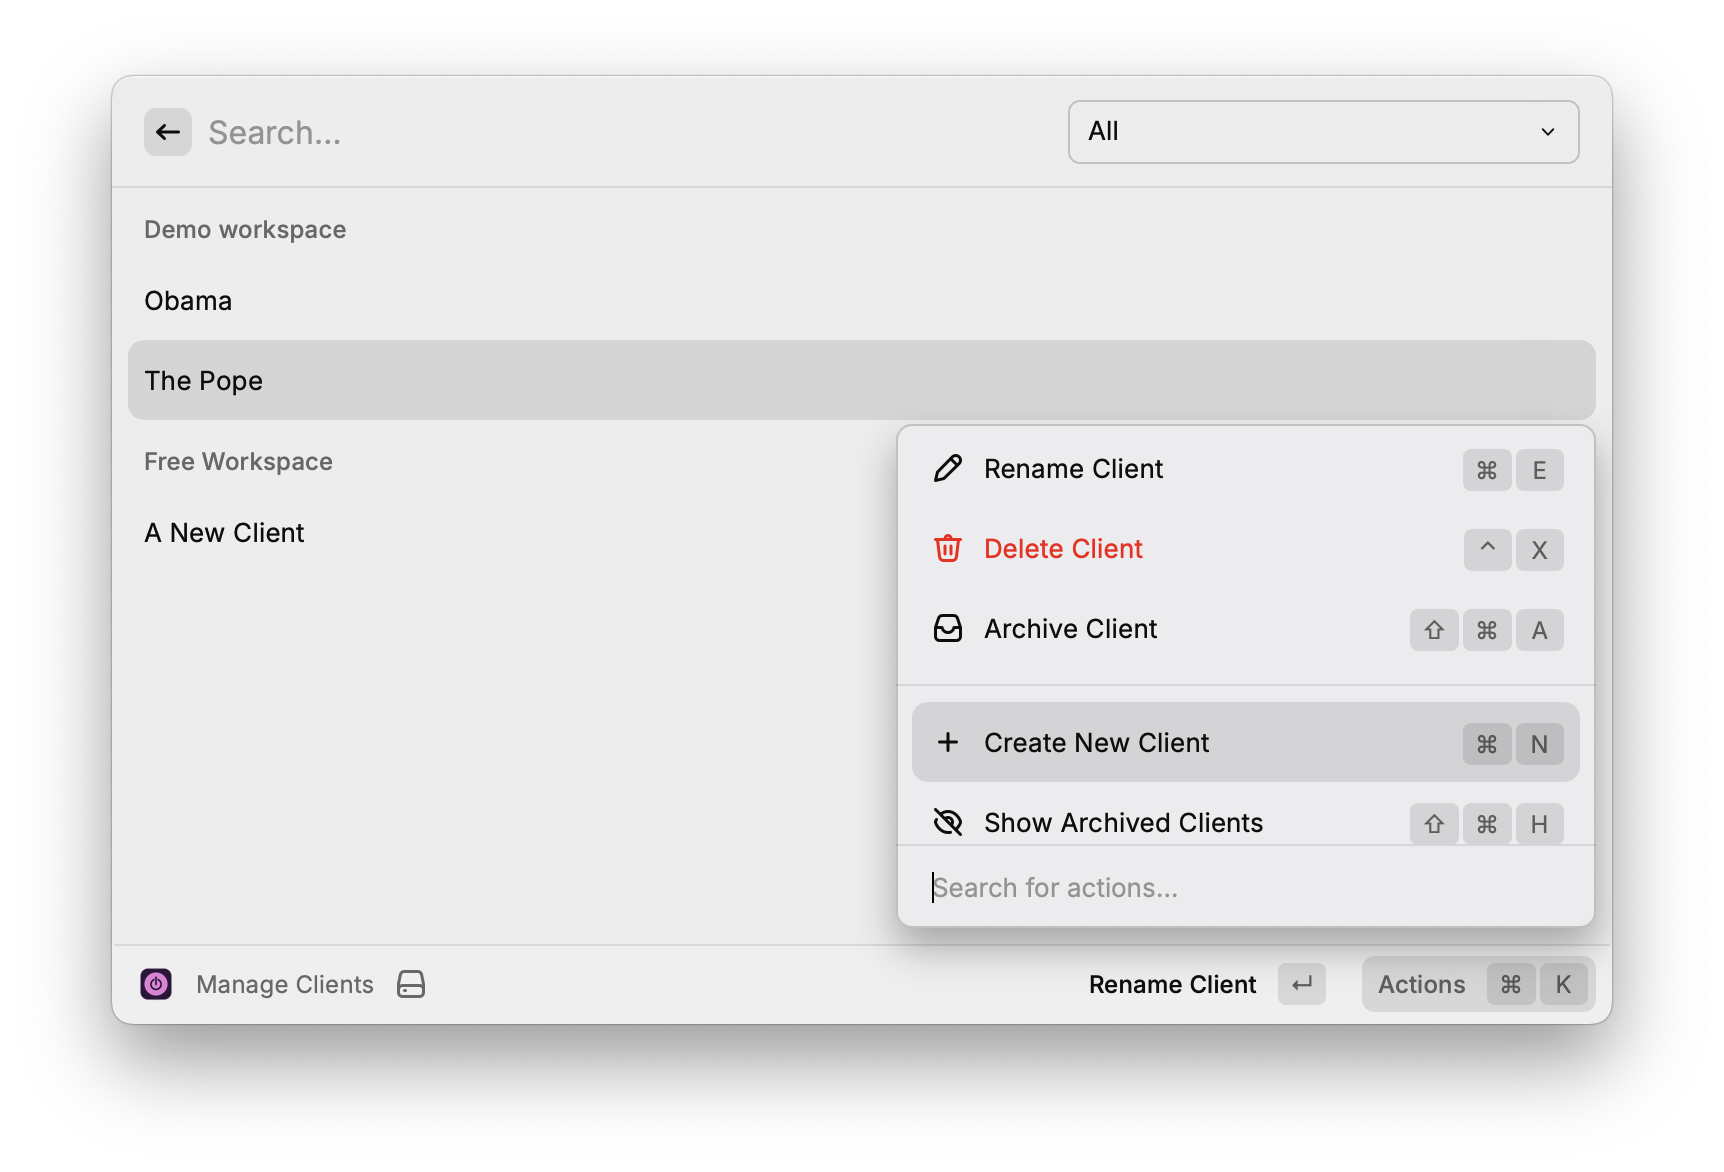 Search...
All
Demo workspace
Obama
The Pope
Free Workspace
A New Client
Rename Client ⌘ E
Delete Client ^ X
Archive Client ⇧ ⌘ A
Create New Client ⌘ N
Show Archived Clients ⇧ ⌘ H
Search for actions...
Manage Clients
Rename Client ↵
Actions ⌘ K